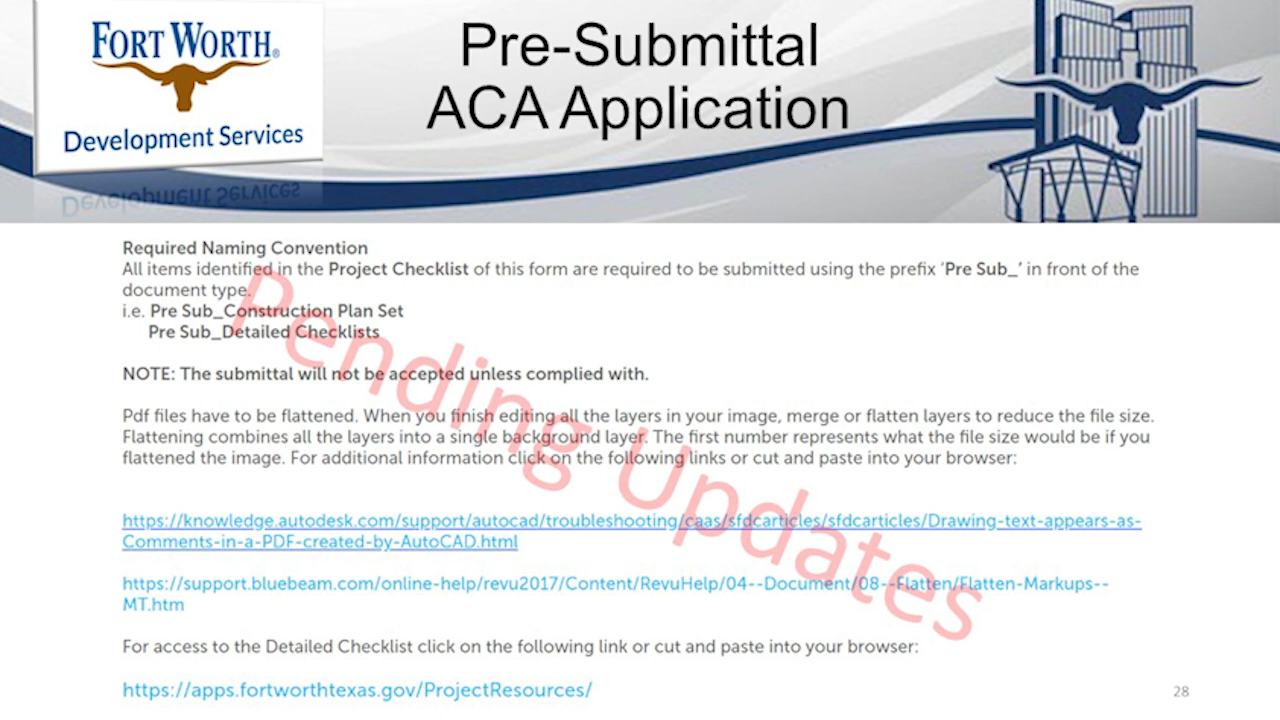 FORT WORTH®
Development Services
Pre-Submittal
ACA Application
Required Naming Convention
All items identified in the Project Checklist of this form are required to be submitted using the prefix ‘Pre Sub_’ in front of the
document type.
i.e. Pre Sub_Construction Plan Set
Pre Sub_Detailed Checklists
NOTE: The submittal will not be accepted unless complied with.
Pdf files have to be flattened. When you finish editing all the layers in your image, merge or flatten layers to reduce the file size.
Flattening combines all the layers into a single background layer. The first number represents what the file size would be if you
flattened the image. For additional information click on the following links or cut and paste into your browser:
https://knowledge.autodesk.com/support/autocad/troubleshooting/caas/sfdcarticles/sfdcarticles/Drawing-text-appears-as-
Comments-in-a-PDF-created-by-AutoCAD.html
https://support.bluebeam.com/online-help/revu2017/Content/RevuHelp/04--Document/08--Flatten/Flatten-Markups--
MT.htm
For access to the Detailed Checklist click on the following link or cut and paste into your browser:
https://apps.fortworthtexas.gov/ProjectResources/
28
Pending Updates